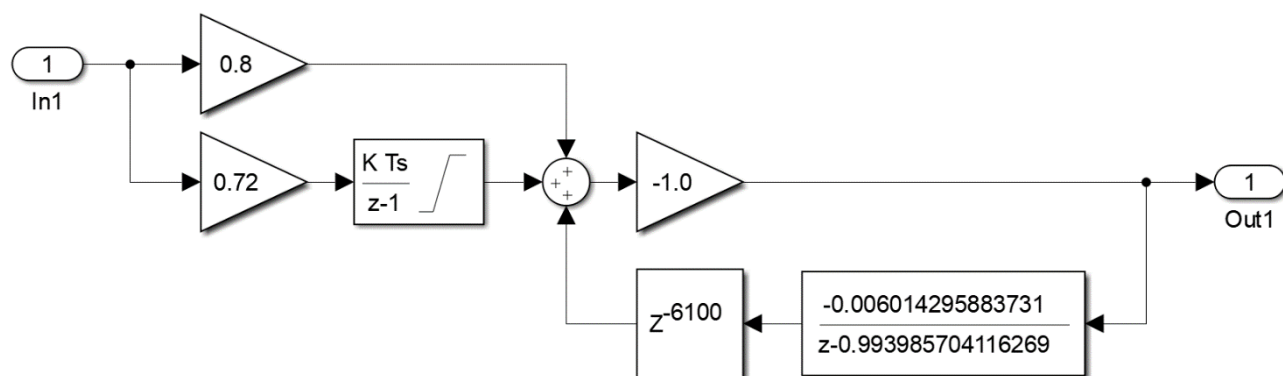 1
In1
0.8
0.72
K Ts
z-1
+
+
+
-1.0
1
Out1
Z-6100
-0.006014295883731
z-0.993985704116269